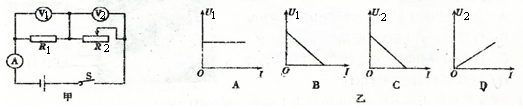 V1 V2
R1 R2
A
S
甲
U1 U1 U2 U2
O I O I O I O I
A B C D
乙